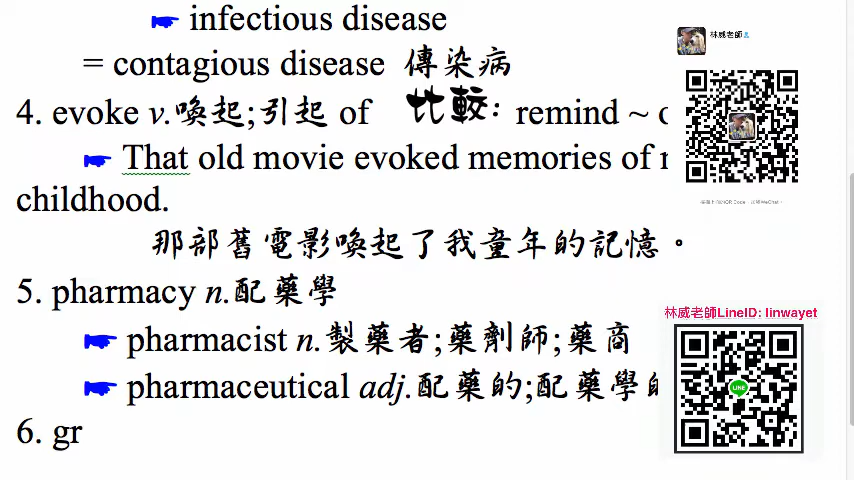 ☛ infectious disease
= contagious disease 傳染病
4. evoke v.喚起;引起 of 比較: remind ~ o
☛ That old movie evoked memories of
childhood.
那部舊電影喚起了我童年的記憶。
5. pharmacy n.配藥學
☛ pharmacist n.製藥者;藥劑師;藥商
☛ pharmaceutical adj.配藥的;配藥學的
6. gr
林威老師
林威老師LineID: linwayet
LINE